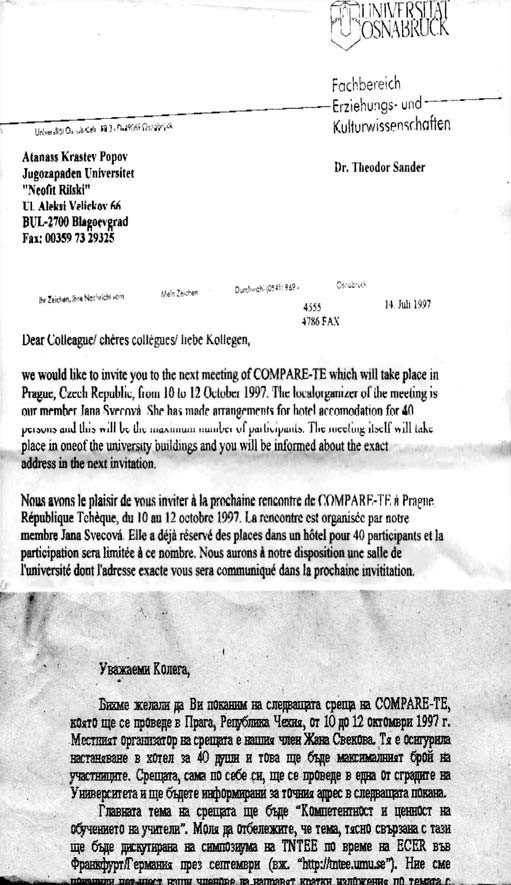 UNIVERSITÄT
OSNABRÜCK
Fachbereich
Erziehungs- und
Kulturwissenschaften
Dr. Theodor Sander
Universität Osnabrück
Atanass Krastev Popov
Jugozapaden Universitet
"Neofit Rilski"
Ul. Aleksi Velickov 66
BUL-2700 Blagoevgrad
Fax: 00359 73 29325
Ihr Zeichen, Ihre Nachricht vom
Mein Zeichen
Durchwahl (0541) 969 -
Osnabrück
4555
4786 FAX
14. Juli 1997
Dear Colleague/ chères collègues/ liebe Kollegen,
we would like to invite you to the next meeting of COMPARE-TE which will take place in
Prague, Czech Republic, from 10 to 12 October 1997. The localorganizer of the meeting is
our member Jana Svecová. She has made arrangements for hotel accomodation for 40
persons and this will be the maximum number of participants. The meeting itself will take
place in oneof the university buildings and you will be informed about the exact
address in the next invitation.
Nous avons le plaisir de vous inviter à la prochaine rencontre de COMPARE-TE à Prague
République Tchèque, du 10 au 12 octobre 1997. La rencontre est organisée par notre
membre Jana Svecová. Elle a déjà réservé des places dans un hôtel pour 40 participants et la
participation sera limitée à ce nombre. Nous aurons à notre disposition une salle de
l'université dont l'adresse exacte vous sera communiqué dans la prochaine invititation.
Уважаеми Колега,
Бихме желали да Ви поканим на следващата среща на COMPARE-TE,
която ще се проведе в Прага, Република Чехия, от 10 до 12 октомври 1997 г.
Местният организатор на срещата е нашия член Жана Свекова. Тя е осигурила
настаняване в хотел за 40 души и това ще бъде максималният брой на
участниците. Срещата, сама по себе си, ще се проведе в една от сградите на
Университета и ще бъдете информирани за точния адрес в следващата покана.
Главната тема на срещата ще бъде "Компетентност и ценност на
обучението на учители". Моля да отбележите, че тема, тясно свързана с тази
ще бъде дискутирана на симпозиума на TNTEE по време на ECER във
Франкфурт/Германия през септември (вж. "http://tntee.umu.se"). Ние сме
нашите членове да направят кратки изложения по темата с